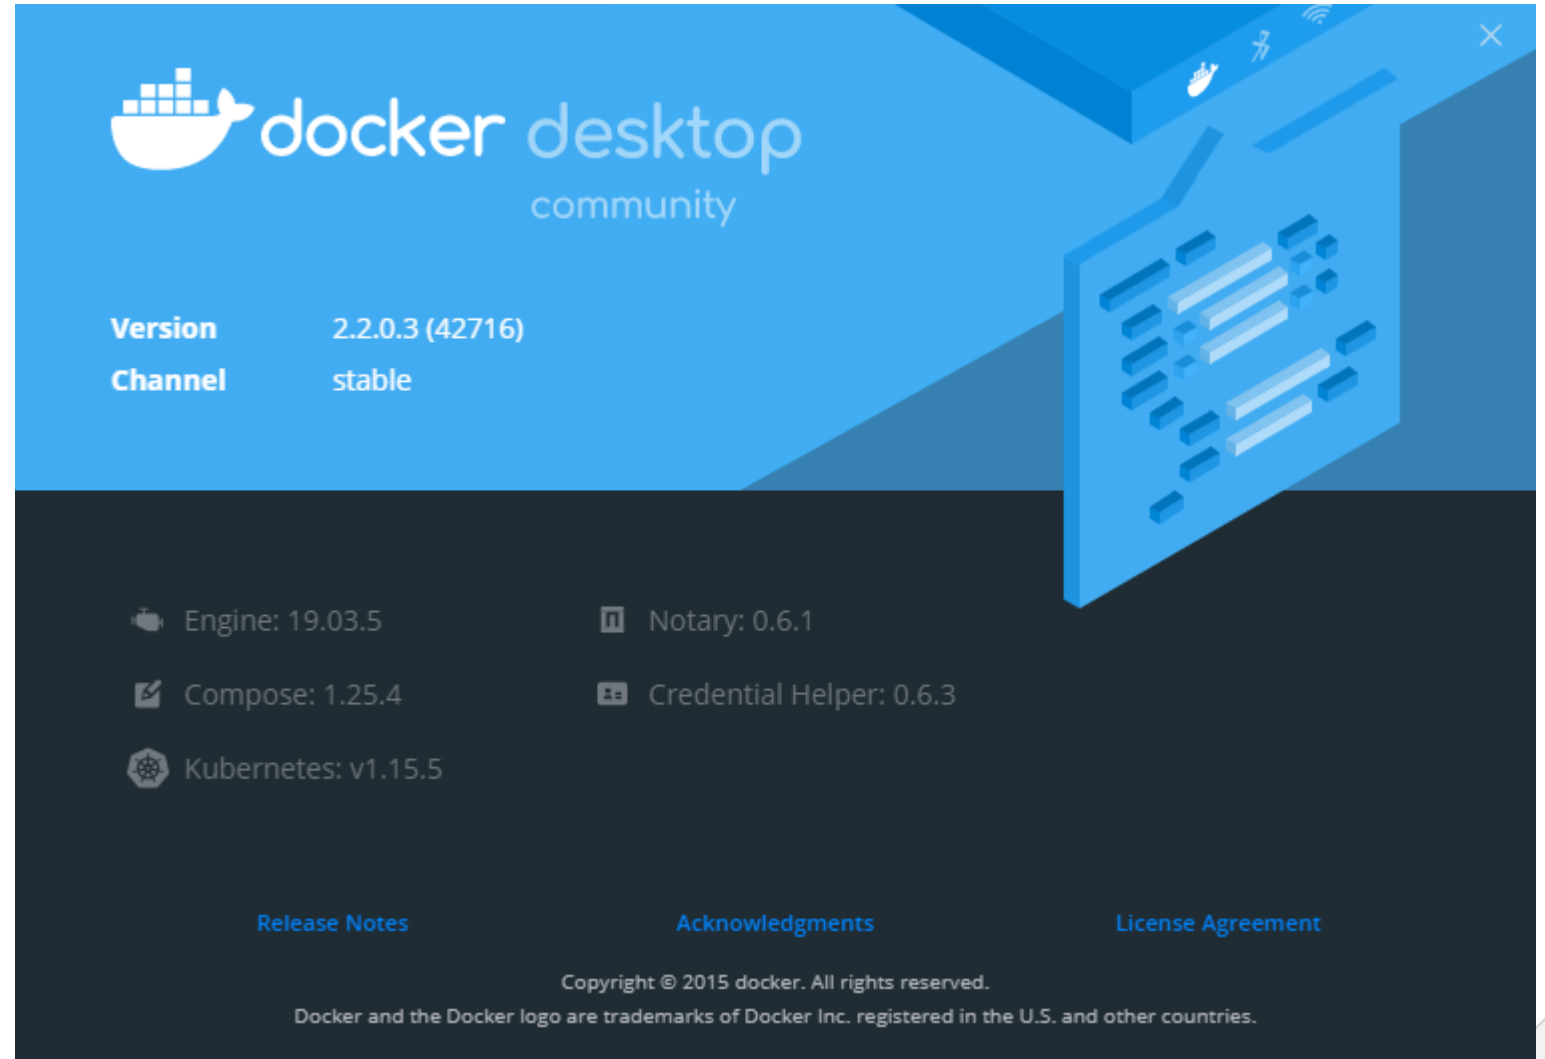 docker desktop
community
Version 2.2.0.3 (42716)
Channel stable
Engine: 19.03.5 Notary: 0.6.1
Compose: 1.25.4 Credential Helper: 0.6.3
Kubernetes: v1.15.5
Release Notes Acknowledgments License Agreement
Copyright © 2015 docker. All rights reserved.
Docker and the Docker logo are trademarks of Docker Inc. registered in the U.S. and other countries.